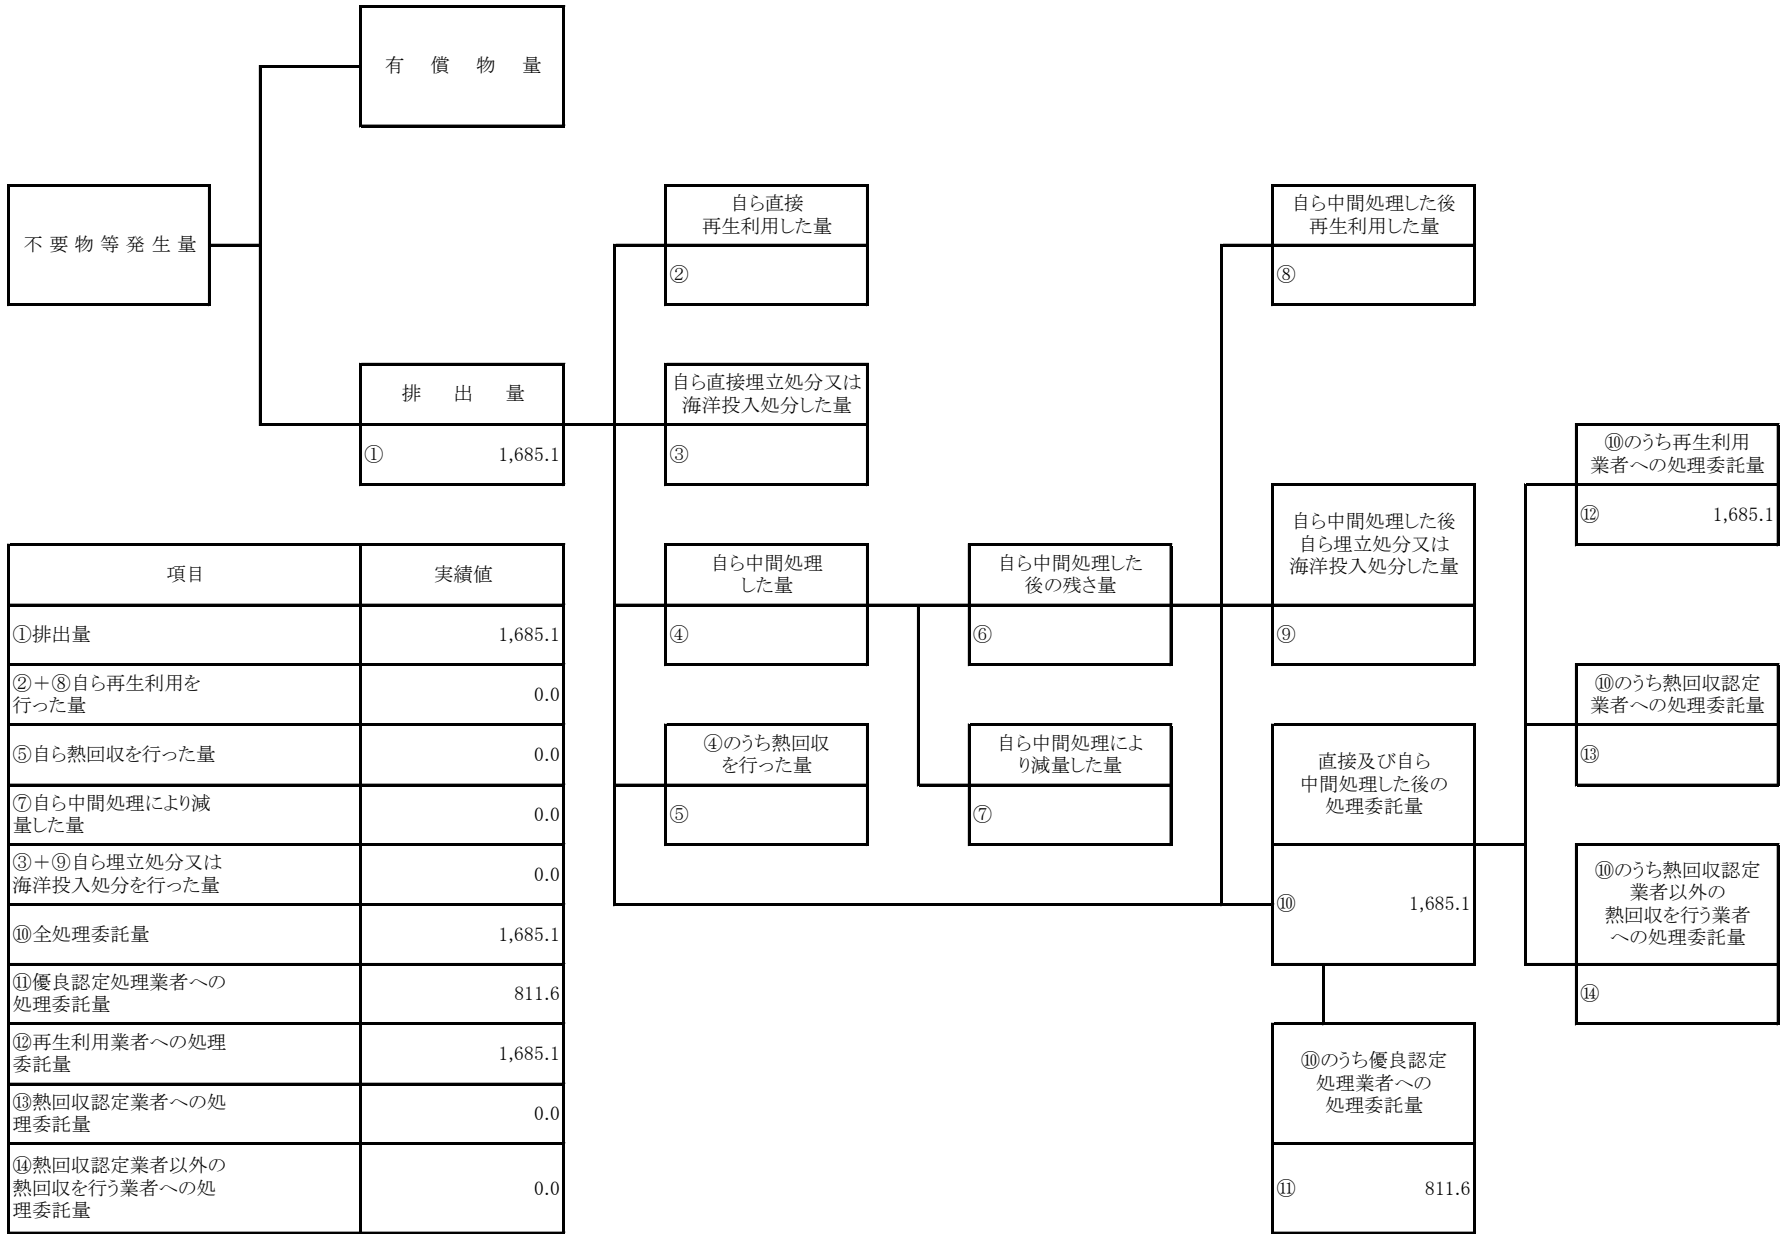 有 償 物 量
不 要 物 等 発 生 量
自ら直接
再生利用した量
②
自ら中間処理した後
再生利用した量
⑧
排 出 量
① 1,685.1
自ら直接埋立処分又は
海洋投入処分した量
③
⑩のうち再生利用
業者への処理委託量
⑫ 1,685.1
自ら中間処理
した量
④
自ら中間処理した
後の残さ量
⑥
自ら中間処理した後
自ら埋立処分又は
海洋投入処分した量
⑨
④のうち熱回収
を行った量
⑤
自ら中間処理によ
り減量した量
⑦
直接及び自ら
中間処理した後の
処理委託量
⑩ 1,685.1
⑩のうち熱回収認定
業者への処理委託量
⑬
⑩のうち熱回収認定
業者以外の
熱回収を行う業者
への処理委託量
⑭
⑩のうち優良認定
処理業者への
処理委託量
⑪ 811.6
項目 実績値
①排出量 1,685.1
②＋⑧自ら再生利用を
行った量 0.0
⑤自ら熱回収を行った量 0.0
⑦自ら中間処理により減
量した量 0.0
③＋⑨自ら埋立処分又は
海洋投入処分を行った量 0.0
⑩全処理委託量 1,685.1
⑪優良認定処理業者への
処理委託量 811.6
⑫再生利用業者への処理
委託量 1,685.1
⑬熱回収認定業者への処
理委託量 0.0
⑭熱回収認定業者以外の
熱回収を行う業者への処
理委託量 0.0